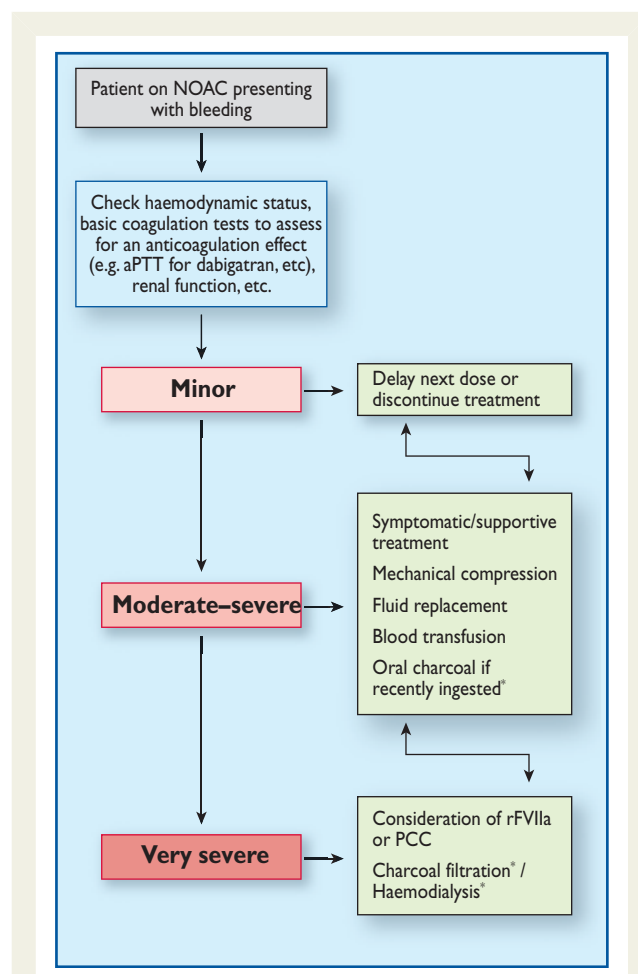 Patient on NOAC presenting
with bleeding
Check haemodynamic status,
basic coagulation tests to assess
for an anticoagulation effect
(e.g. aPTT for dabigatran, etc),
renal function, etc.
Minor
Delay next dose or
discontinue treatment
Moderate–severe
Symptomatic/supportive
treatment
Mechanical compression
Fluid replacement
Blood transfusion
Oral charcoal if
recently ingested*
Very severe
Consideration of rFVIIa
or PCC
Charcoal filtration* /
Haemodialysis*